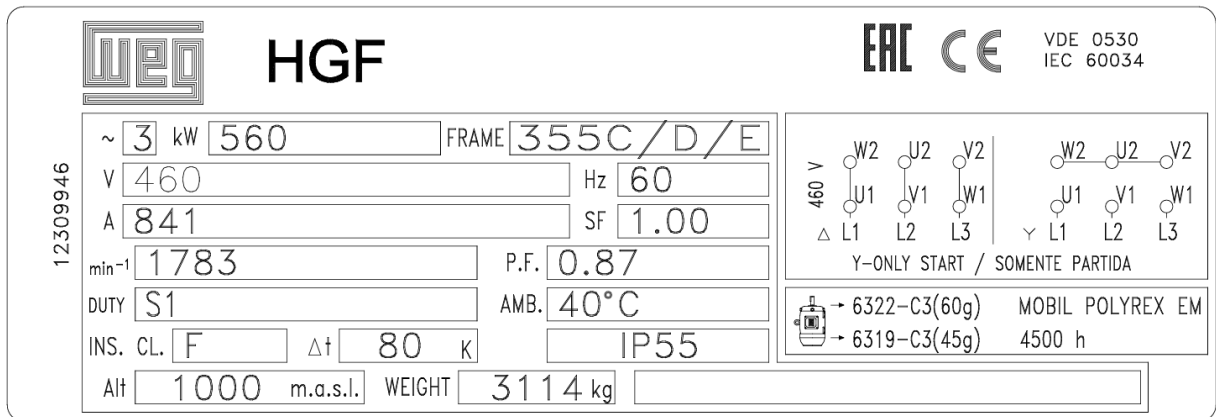 WEG HGF EAC CE VDE 0530
IEC 60034
12309946
~ 3 kW 560 FRAME 355C/D/E
V 460 Hz 60
A 841 SF 1.00
min⁻¹ 1783 P.F. 0.87
DUTY S1 AMB. 40°C
INS. CL. F Δt 80 K IP55
Alt 1000 m.a.s.l. WEIGHT 3114 kg
460 V
W2 U2 V2 W2 U2 V2
U1 V1 W1 U1 V1 W1
Δ L1 L2 L3 Y L1 L2 L3
Y-ONLY START / SOMENTE PARTIDA
→ 6322-C3(60g) MOBIL POLYREX EM
→ 6319-C3(45g) 4500 h